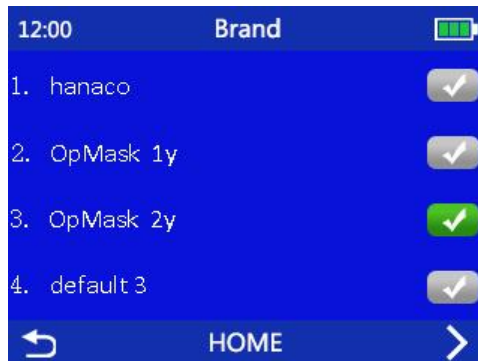 12:00 Brand
1. hanaco
2. OpMask 1y
3. OpMask 2y
4. default 3
HOME